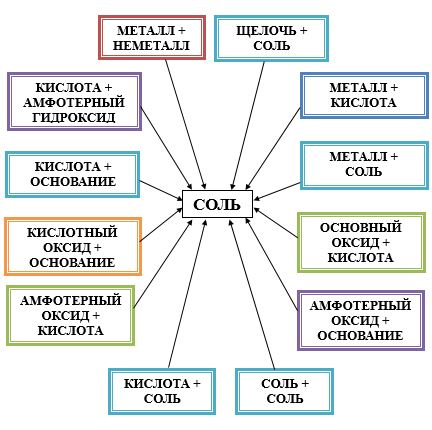 МЕТАЛЛ +
НЕМЕТАЛЛ
ЩЕЛОЧЬ +
СОЛЬ
КИСЛОТА +
АМФОТЕРНЫЙ
ГИДРОКСИД
МЕТАЛЛ +
КИСЛОТА
КИСЛОТА +
ОСНОВАНИЕ
МЕТАЛЛ +
СОЛЬ
СОЛЬ
КИСЛОТНЫЙ
ОКСИД +
ОСНОВАНИЕ
ОСНОВНЫЙ
ОКСИД +
КИСЛОТА
АМФОТЕРНЫЙ
ОКСИД +
КИСЛОТА
АМФОТЕРНЫЙ
ОКСИД +
ОСНОВАНИЕ
КИСЛОТА +
СОЛЬ
СОЛЬ +
СОЛЬ